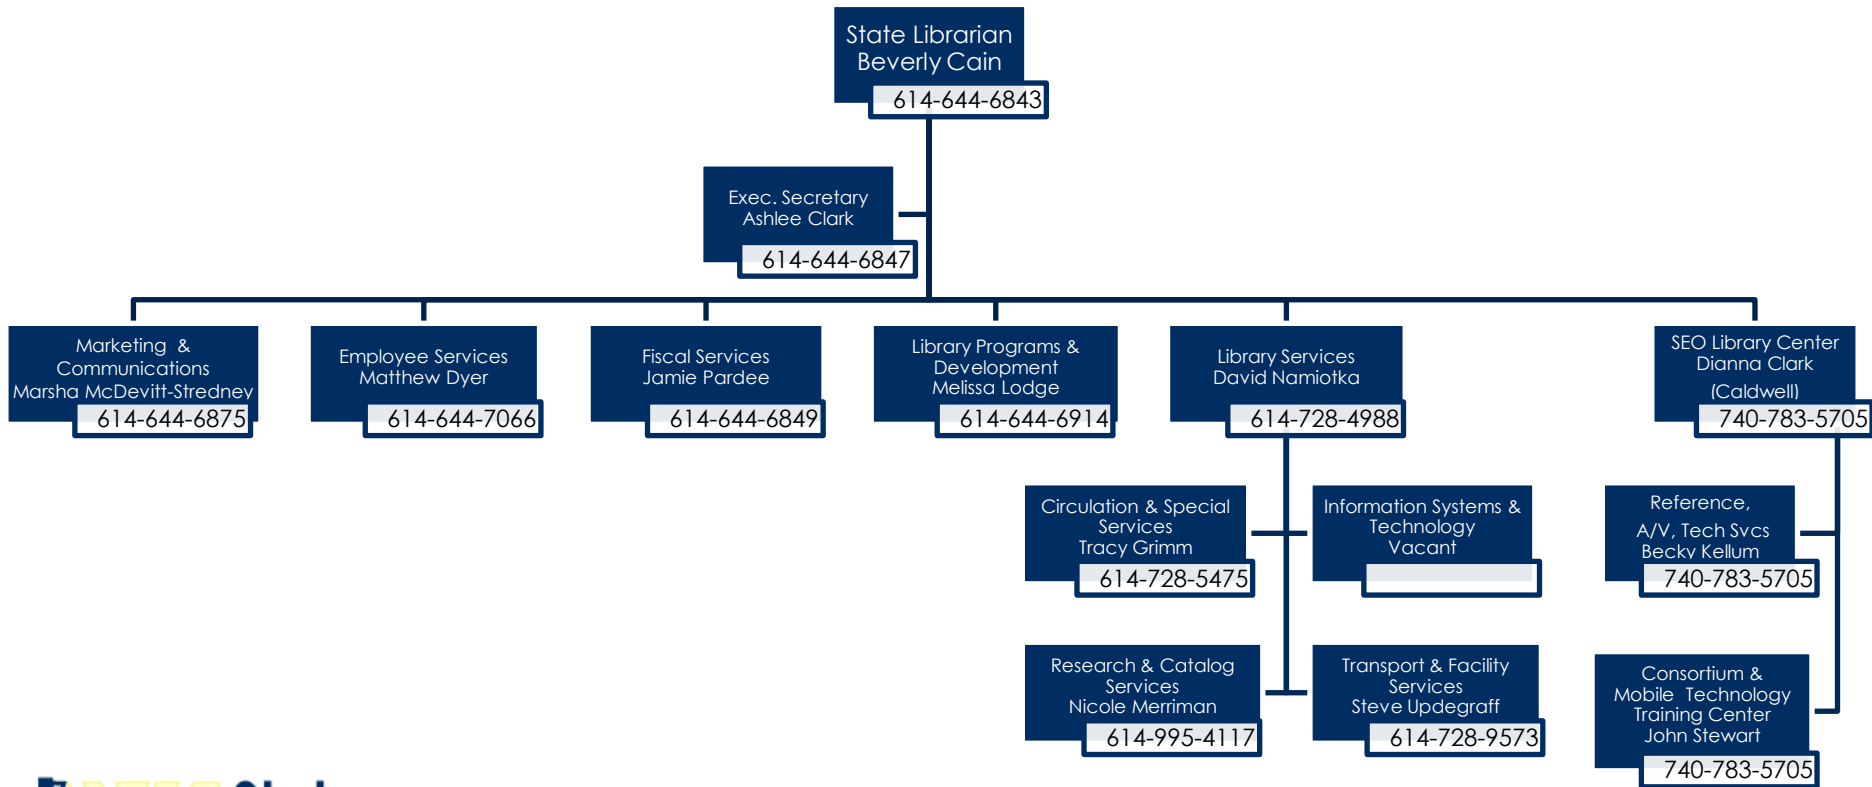 State Librarian
Beverly Cain
614-644-6843
Exec. Secretary
Ashlee Clark
614-644-6847
Marketing & 
Communications
Marsha McDevitt-Stredney
614-644-6875
Employee Services
Matthew Dyer
614-644-7066
Fiscal Services
Jamie Pardee
614-644-6849
Library Programs &
Development
Melissa Lodge
614-644-6914
Library Services
David Namiotka
614-728-4988
SEO Library Center
Dianna Clark
(Caldwell)
740-783-5705
Circulation & Special
Services
Tracy Grimm
614-728-5475
Information Systems &
Technology
Vacant
Reference,
A/V, Tech Svcs
Becky Kellum
740-783-5705
Research & Catalog
Services
Nicole Merriman
614-995-4117
Transport & Facility
Services
Steve Updegraff
614-728-9573
Consortium &
Mobile Technology
Training Center
John Stewart
740-783-5705